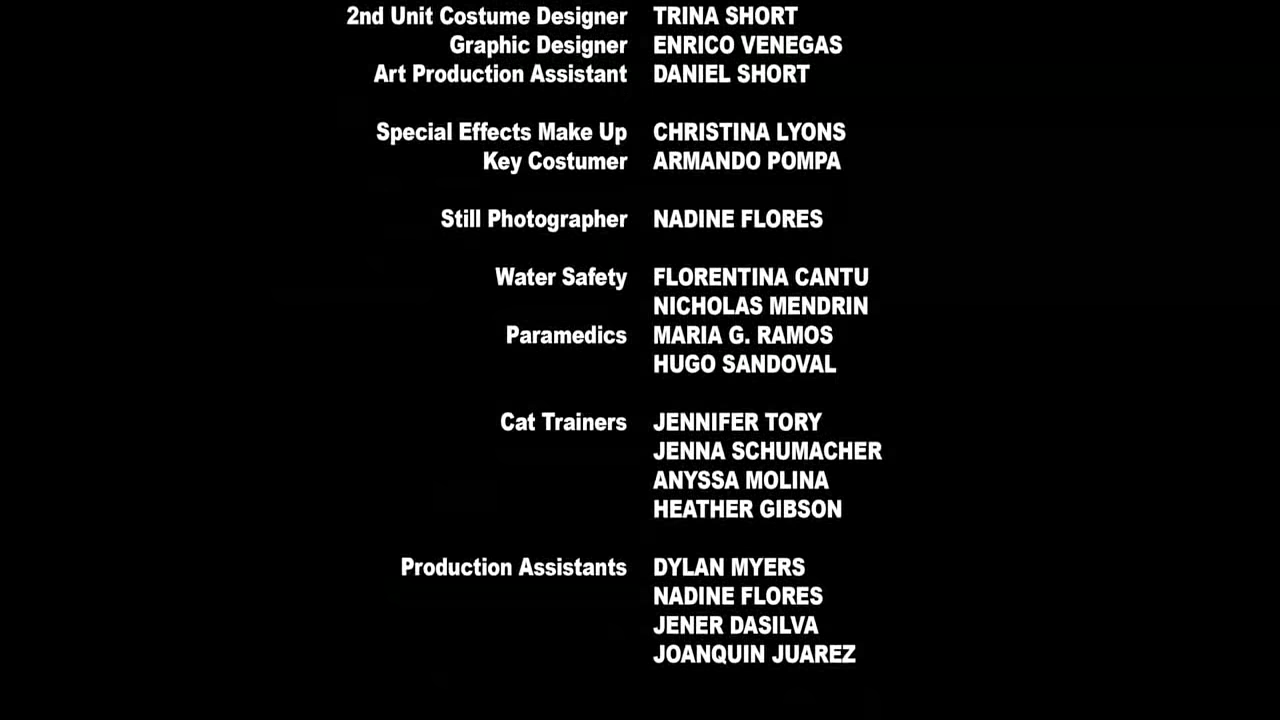 2nd Unit Costume Designer TRINA SHORT
Graphic Designer ENRICO VENEGAS
Art Production Assistant DANIEL SHORT
Special Effects Make Up CHRISTINA LYONS
Key Costumer ARMANDO POMPA
Still Photographer NADINE FLORES
Water Safety FLORENTINA CANTU
NICHOLAS MENDRIN
Paramedics MARIA G. RAMOS
HUGO SANDOVAL
Cat Trainers JENNIFER TORY
JENNA SCHUMACHER
ANYSSA MOLINA
HEATHER GIBSON
Production Assistants DYLAN MYERS
NADINE FLORES
JENER DASILVA
JOANQUIN JUAREZ